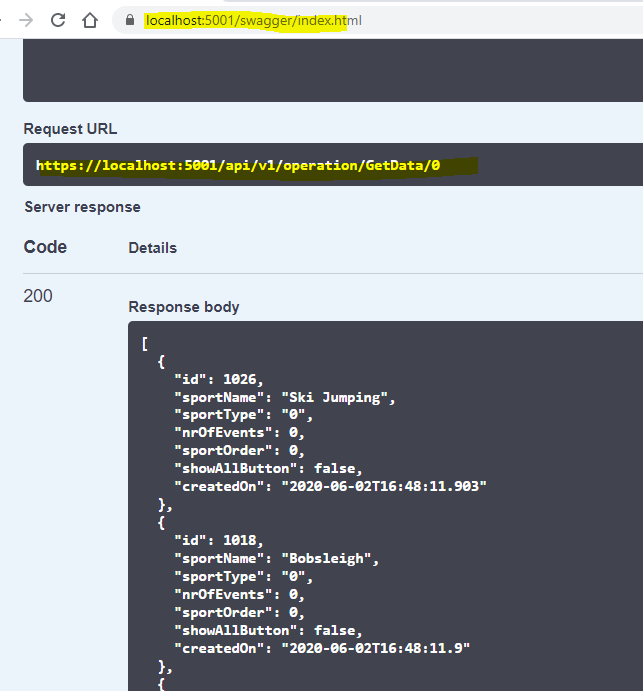 localhost:5001/swagger/index.html
Request URL
https://localhost:5001/api/v1/operation/GetData/0
Server response
Code Details
200
Response body
[
{
"id": 1026,
"sportName": "Ski Jumping",
"sportType": "0",
"nrOfEvents": 0,
"sportOrder": 0,
"showAllButton": false,
"createdOn": "2020-06-02T16:48:11.903"
},
{
"id": 1018,
"sportName": "Bobsleigh",
"sportType": "0",
"nrOfEvents": 0,
"sportOrder": 0,
"showAllButton": false,
"createdOn": "2020-06-02T16:48:11.9"
},
{